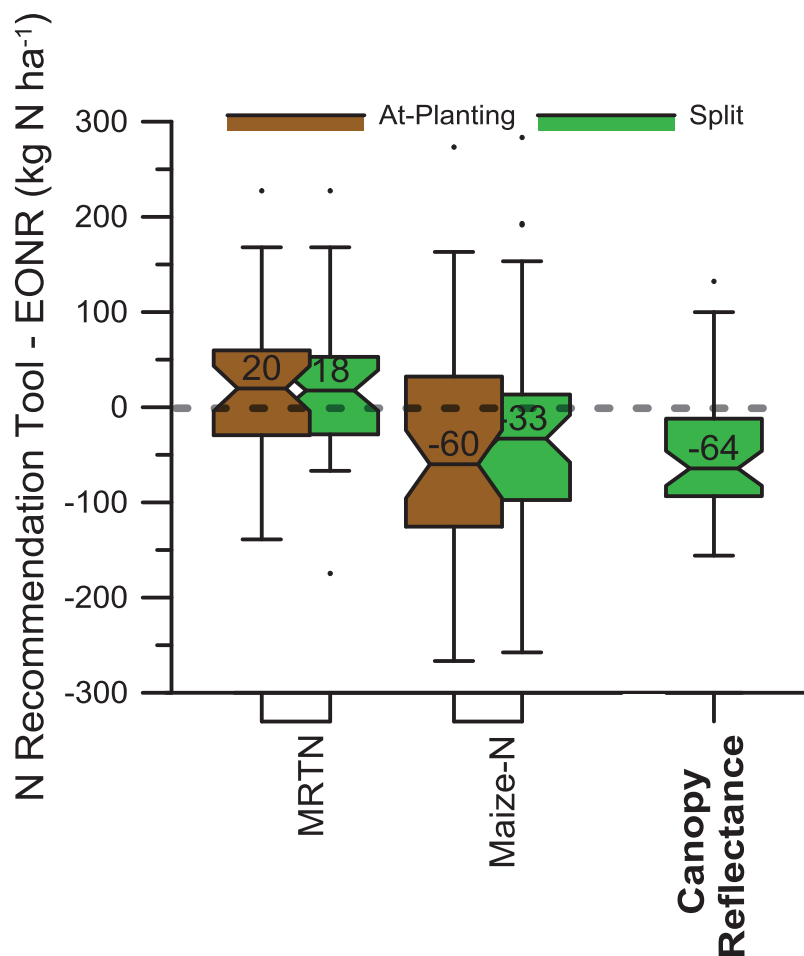 N Recommendation Tool - EONR (kg N ha-1)
At-Planting
Split
300
200
100
0
-100
-200
-300
20
18
-60
-33
-64
MRTN
Maize-N
Canopy
Reflectance